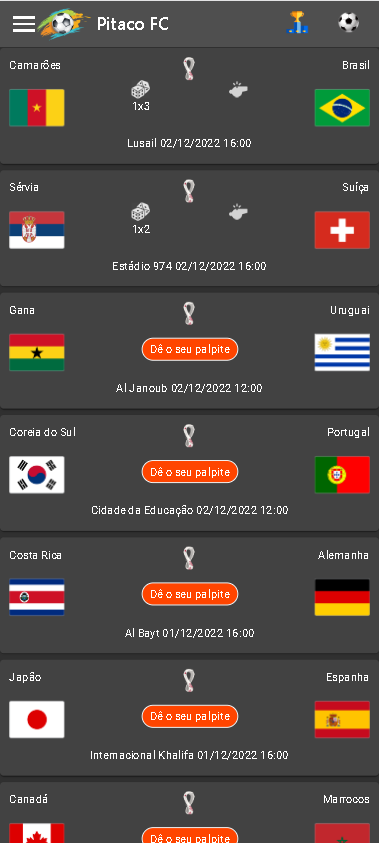 Pitaco FC
Camarões Brasil
1x3
Lusail 02/12/2022 16:00
Sérvia Suíça
1x2
Estádio 974 02/12/2022 16:00
Gana Uruguai
Dê o seu palpite
Al Janoub 02/12/2022 12:00
Coreia do Sul Portugal
Dê o seu palpite
Cidade da Educação 02/12/2022 12:00
Costa Rica Alemanha
Dê o seu palpite
Al Bayt 01/12/2022 16:00
Japão Espanha
Dê o seu palpite
Internacional Khalifa 01/12/2022 16:00
Canadá Marrocos
Dê o seu palpite